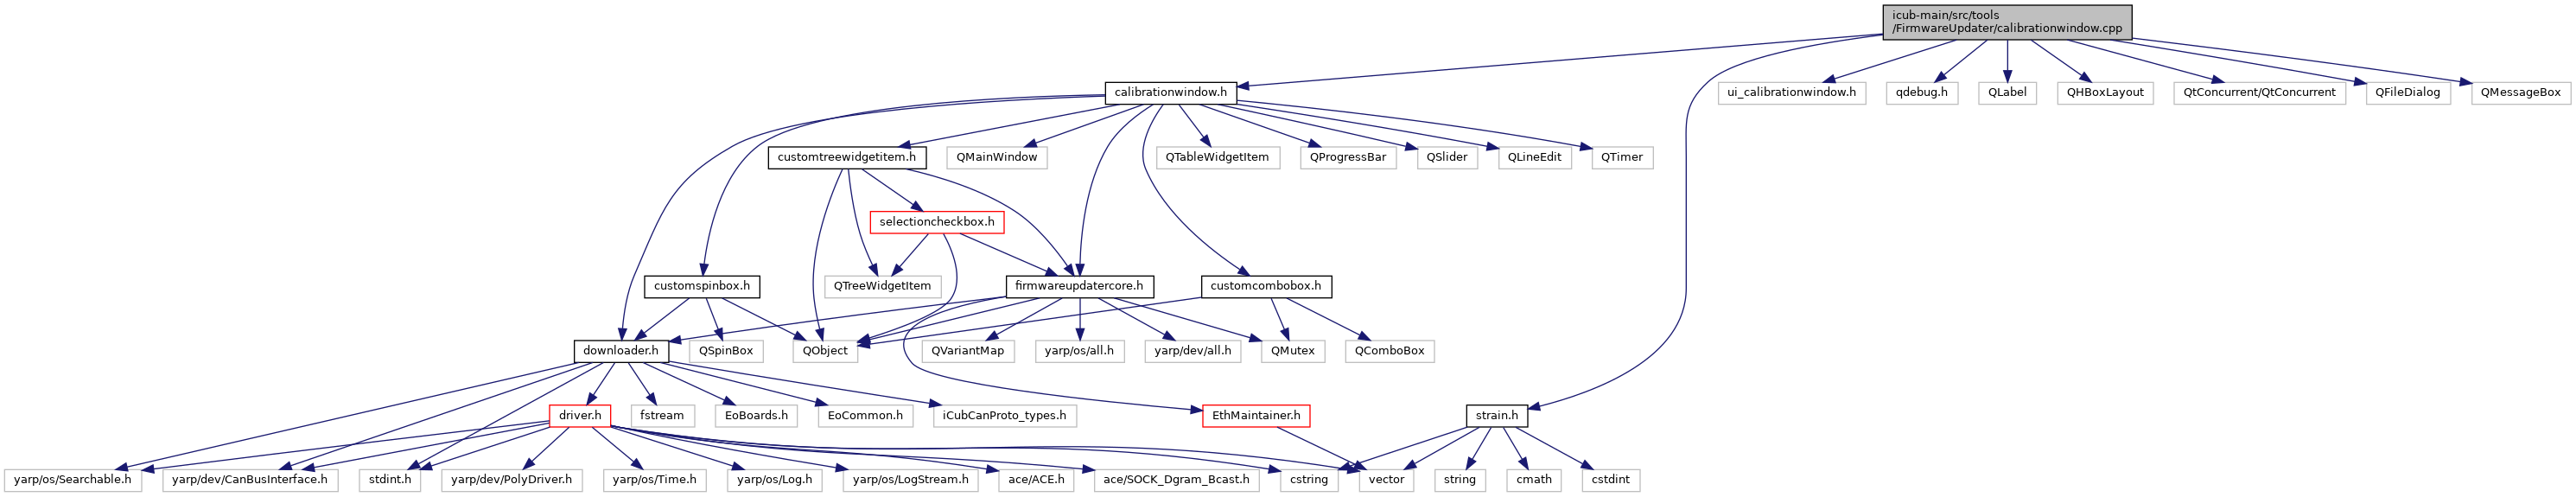 icub-main/src/tools
/FirmwareUpdater/calibrationwindow.cpp
calibrationwindow.h
ui_calibrationwindow.h
qdebug.h
QLabel
QHBoxLayout
QtConcurrent/QtConcurrent
QFileDialog
QMessageBox
customtreewidgetitem.h
QMainWindow
QTableWidgetItem
QProgressBar
QSlider
QLineEdit
QTimer
selectioncheckbox.h
customspinbox.h
QTreeWidgetItem
firmwareupdatercore.h
customcombobox.h
downloader.h
QSpinBox
QObject
QVariantMap
yarp/os/all.h
yarp/dev/all.h
QMutex
QComboBox
driver.h
fstream
EoBoards.h
EoCommon.h
iCubCanProto_types.h
EthMaintainer.h
strain.h
yarp/os/Searchable.h
yarp/dev/CanBusInterface.h
stdint.h
yarp/dev/PolyDriver.h
yarp/os/Time.h
yarp/os/Log.h
yarp/os/LogStream.h
ace/ACE.h
ace/SOCK_Dgram_Bcast.h
cstring
vector
string
cmath
cstdint